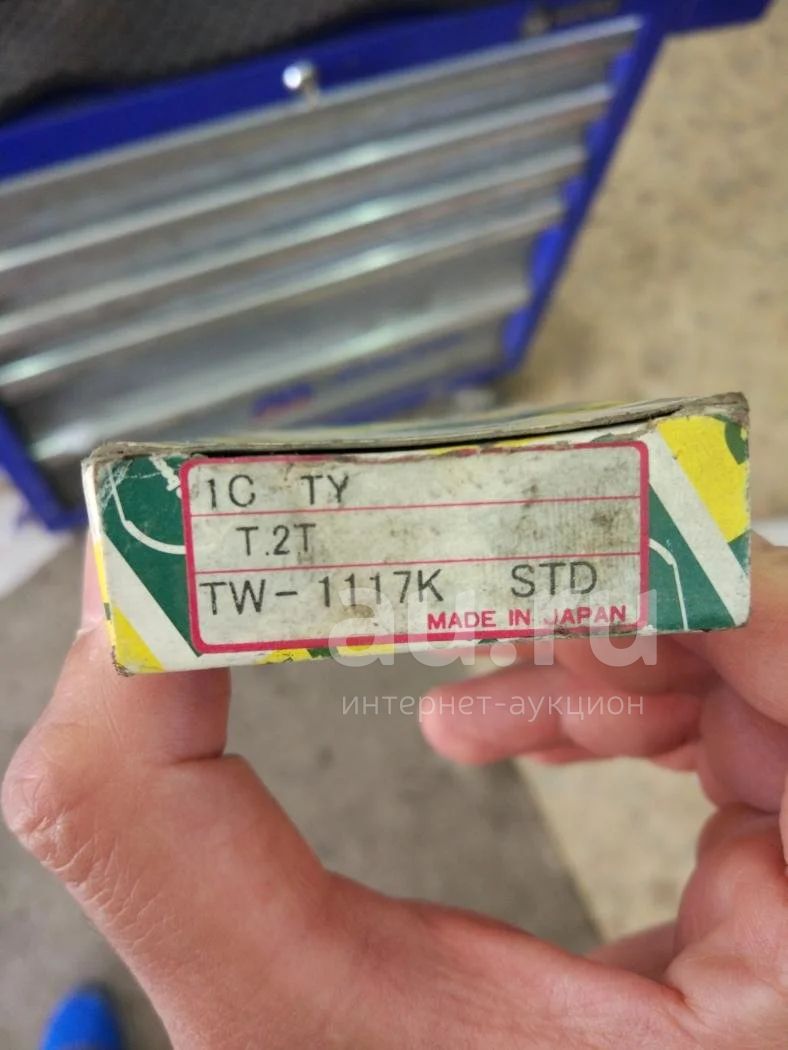 1C TY
T.2T
TW-1117K STD
MADE IN JAPAN
au.ru
интернет-аукцион